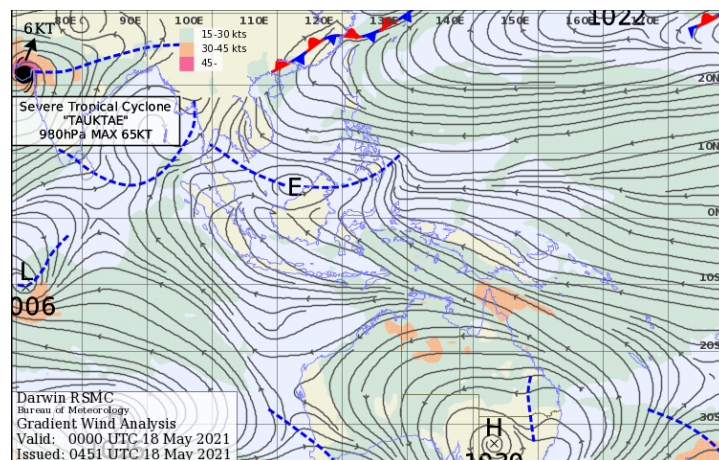 80E 90E 100E 110E 120E 130E 140E 150E 160E 170E
1022
6KT
15-30 kts
30-45 kts
45-
20N
Severe Tropical Cyclone
"TAUKTAE"
980hPa MAX 65KT
10N
E
0N
L
10S
20S
Darwin RSMC
Bureau of Meteorology
Gradient Wind Analysis
Valid: 0000 UTC 18 May 2021
Issued: 0451 UTC 18 May 2021
H
30S